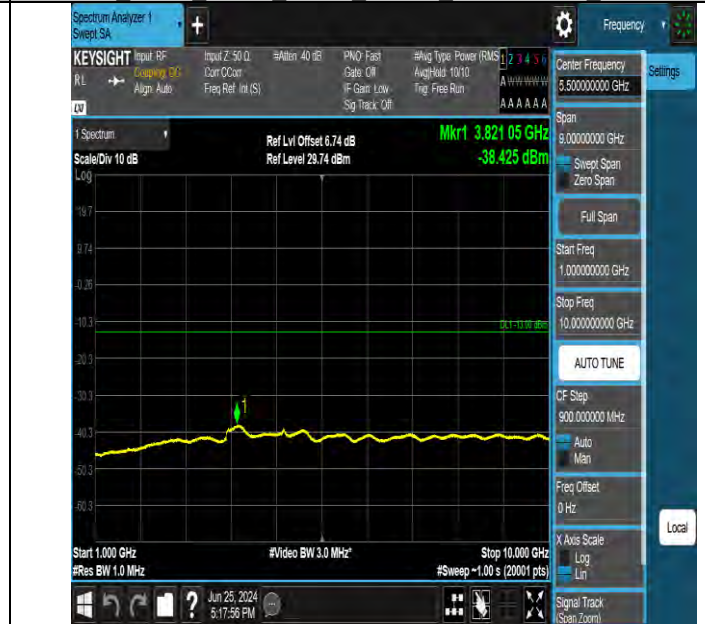 Spectrum Analyzer 1
Swept SA
+
Frequency
KEYSIGHT Input: RF
RL
Coupling: DC
Align: Auto
Input Z: 50 Ω
Corr CCorr
Freq Ref: Int (S)
#Atten: 40 dB
PNO: Fast
Gate: Off
IF Gain: Low
Sig Track: Off
#Avg Type: Power (RMS
Avg|Hold: 10/10
Trig: Free Run
1 2 3 4 5 6
A W W W W W
A A A A A A
1 Spectrum
Scale/Div 10 dB
Log
Ref Lvl Offset 6.74 dB
Ref Level 29.74 dBm
Mkr1 3.821 05 GHz
-38.425 dBm
19.7
9.74
-0.26
-10.3
-20.3
-30.3
-40.3
-50.3
-60.3
DL1 -13.00 dBm
1
Start 1.000 GHz
#Res BW 1.0 MHz
#Video BW 3.0 MHz*
Stop 10.000 GHz
#Sweep ~1.00 s (20001 pts)
Center Frequency
5.500000000 GHz
Settings
Span
9.00000000 GHz
Swept Span
Zero Span
Full Span
Start Freq
1.000000000 GHz
Stop Freq
10.000000000 GHz
AUTO TUNE
CF Step
900.000000 MHz
Auto
Man
Freq Offset
0 Hz
X Axis Scale
Log
Lin
Local
Signal Track
(Span Zoom)
?
Jun 25, 2024
5:17:56 PM